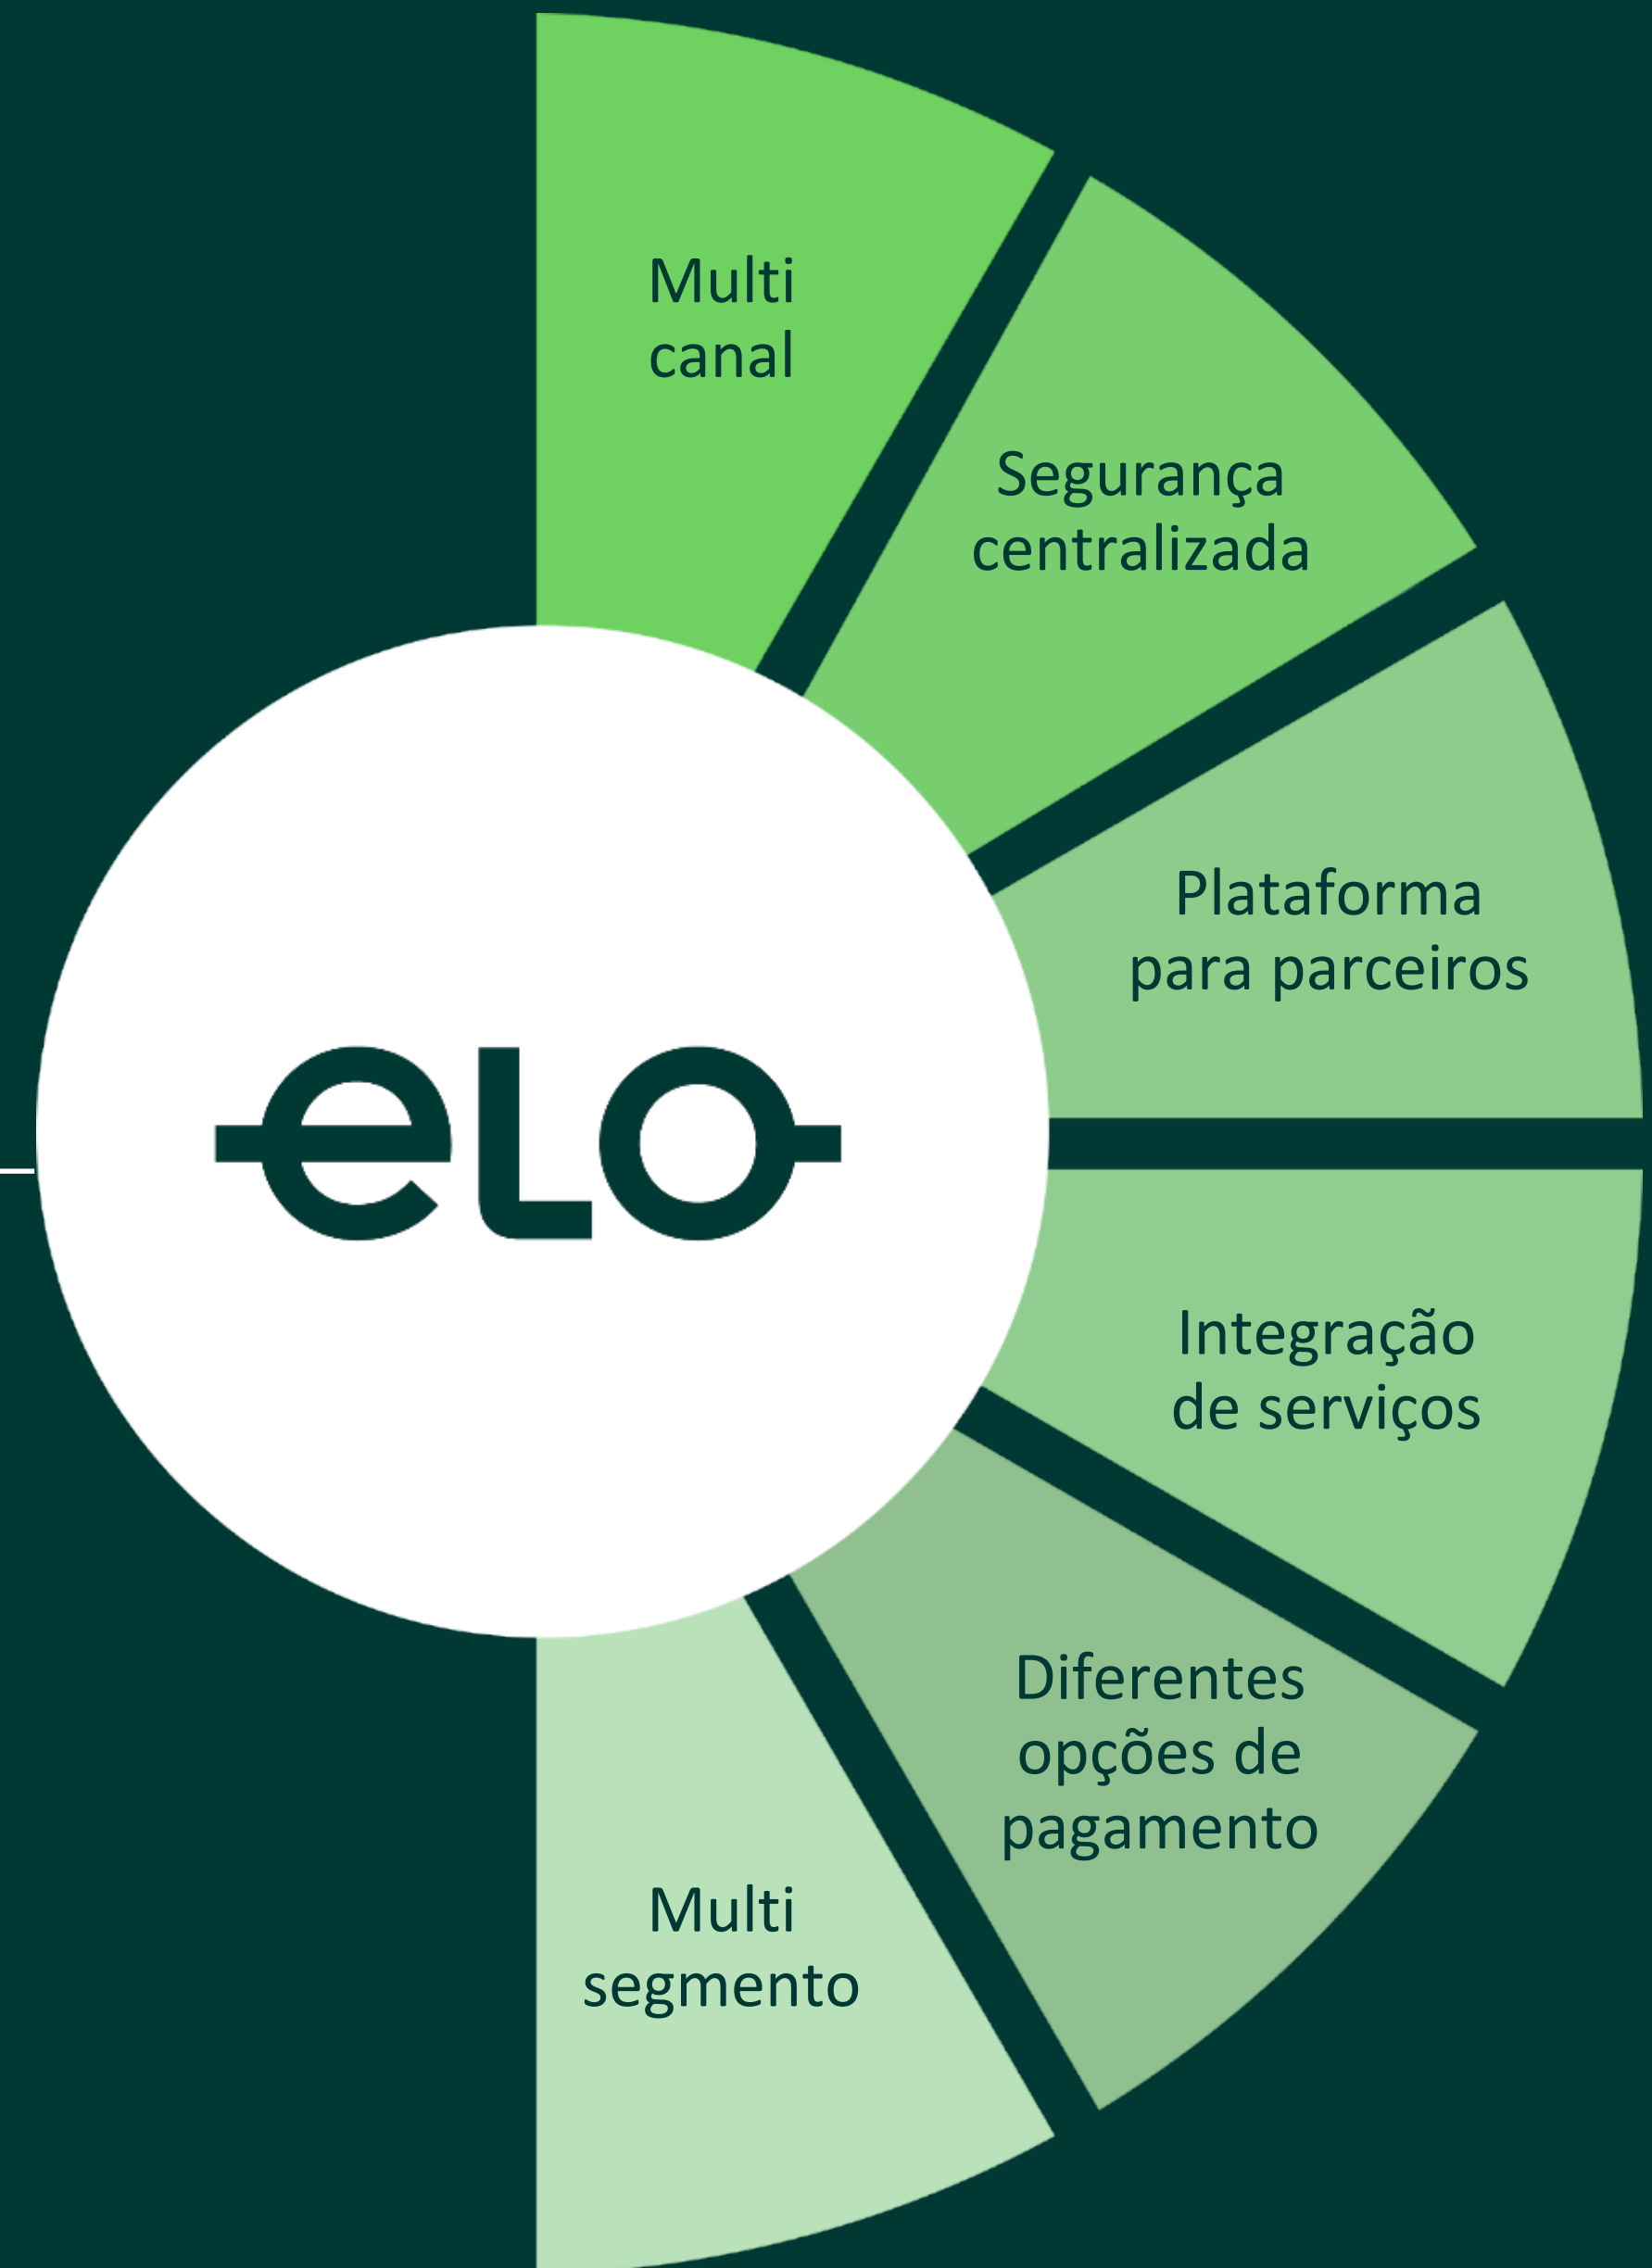 Multi
canal
Segurança
centralizada
Plataforma
para parceiros
eLO
Integração
de serviços
Diferentes
opções de
pagamento
Multi
segmento